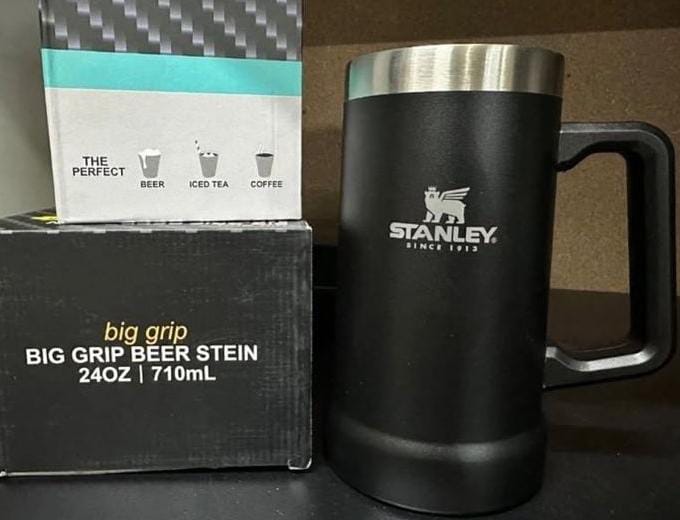 THE
PERFECT
BEER
ICED TEA
COFFEE
big grip
BIG GRIP BEER STEIN
24OZ | 710mL
STANLEY®
SINCE 1913